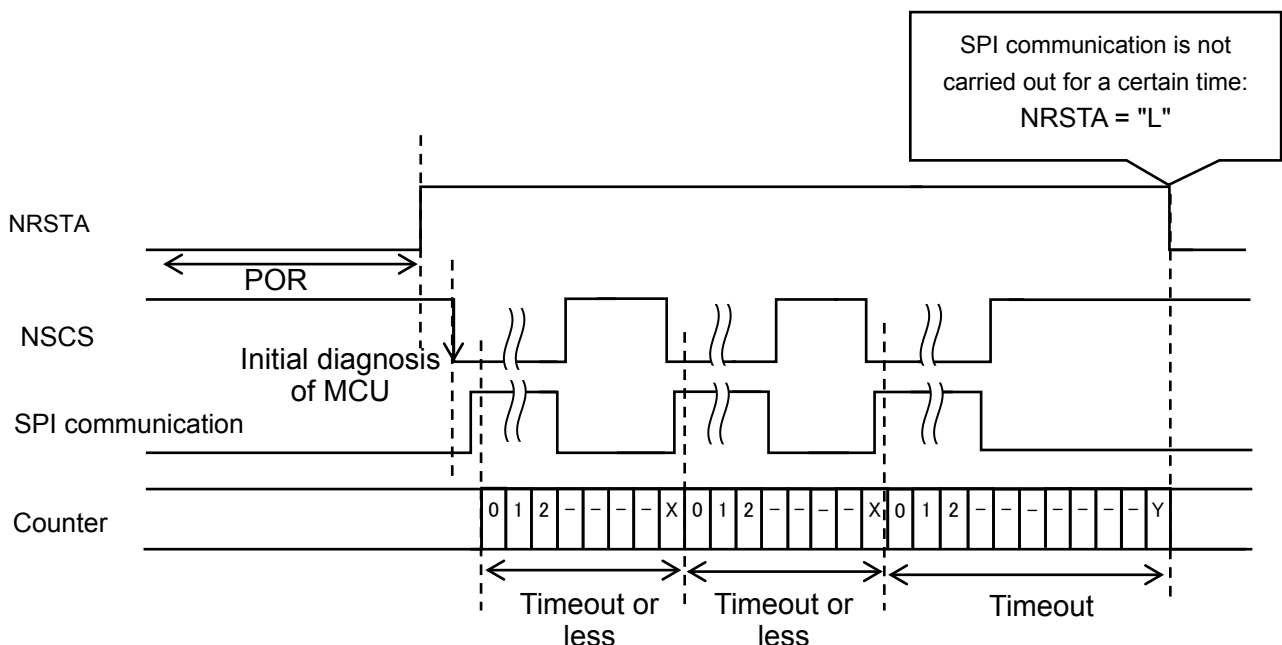 SPI communication is not
carried out for a certain time:
NRSTA = "L"
NRSTA
POR
NSCS
Initial diagnosis
of MCU
SPI communication
Counter
0 1 2 - - - - X 0 1 2 - - - - X 0 1 2 - - - - - - - Y
Timeout or
less
Timeout or
less
Timeout